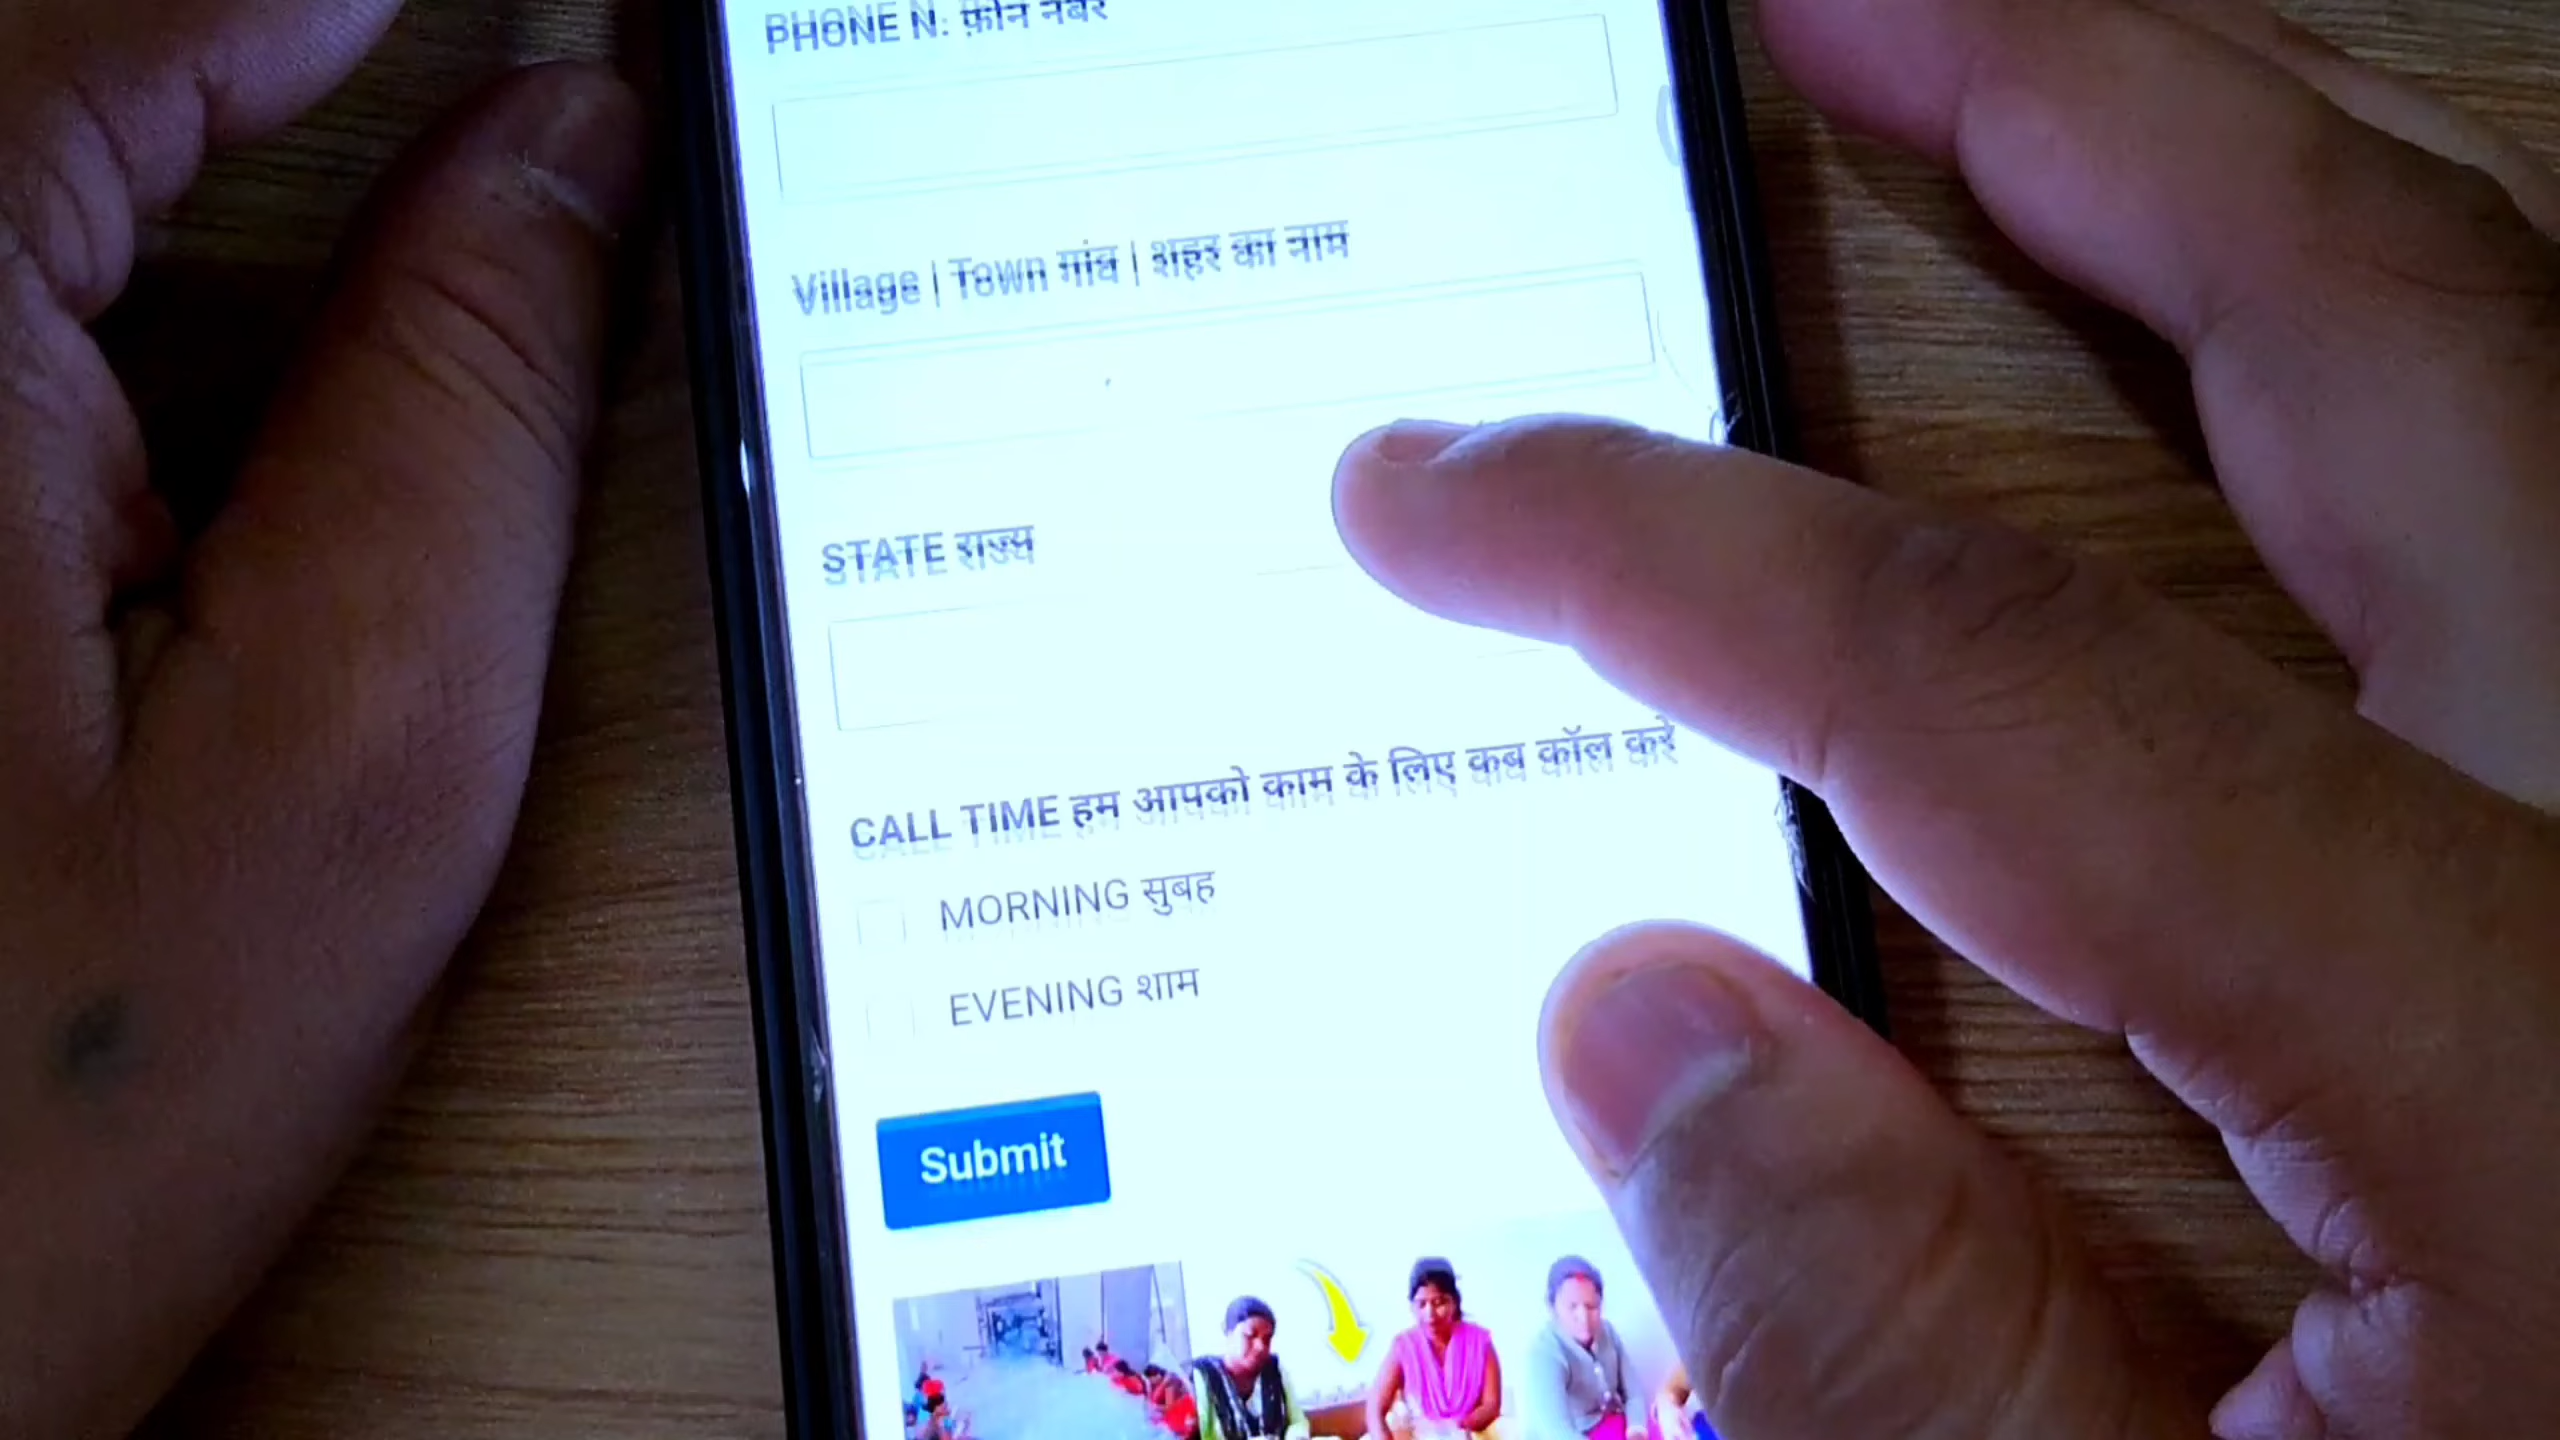 PHONE N: फ़ोन नंबर
Village | Town गांव | शहर का नाम
STATE राज्य
CALL TIME हम आपको काम के लिए कब कॉल करें
MORNING सुबह
EVENING शाम
Submit